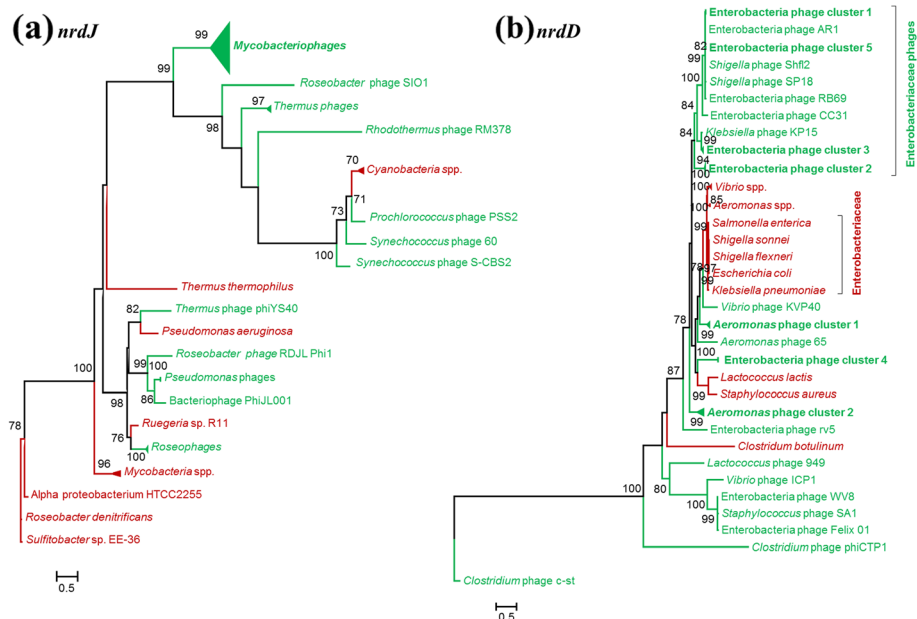 (a) nrdJ
99
Mycobacteriophages
99
Roseobacter phage SIO1
97
Thermus phages
98
Rhodothermus phage RM378
70
Cyanobacteria spp.
71
73
Prochlorococcus phage PSS2
Synechococcus phage 60
100
Synechococcus phage S-CBS2
Thermus thermophilus
82
Thermus phage phiYS40
Pseudomonas aeruginosa
Roseobacter phage RDJL Phi1
99
100
100
Pseudomonas phages
86
Bacteriophage PhiJL001
98
Ruegeria sp. R11
78
76
Roseophages
100
96
Mycobacteria spp.
Alpha proteobacterium HTCC2255
Roseobacter denitrificans
Sulfitobacter sp. EE-36
0.5
(b) nrdD
Enterobacteria phage cluster 1
Enterobacteria phage AR1
82
Enterobacteria phage cluster 5
99
Shigella phage Shfl2
100
Shigella phage SP18
Enterobacteria phage RB69
84
Enterobacteria phage CC31
84
Klebsiella phage KP15
99
Enterobacteria phage cluster 3
94
Enterobacteria phage cluster 2
100
Enterobacteriaceae phages
100
Vibrio spp.
85
100
Aeromonas spp.
99
Salmonella enterica
Shigella sonnei
Shigella flexneri
78
97
Escherichia coli
99
Klebsiella pneumoniae
Enterobacteriaceae
Vibrio phage KVP40
78
Aeromonas phage cluster 1
99
Aeromonas phage 65
100
Enterobacteria phage cluster 4
87
Lactococcus lactis
99
Staphylococcus aureus
Aeromonas phage cluster 2
99
Enterobacteria phage rv5
Clostridum botulinum
Lactococcus phage 949
100
80
Vibrio phage ICP1
100
Enterobacteria phage WV8
99
Staphylococcus phage SA1
Enterobacteria phage Felix 01
Clostridium phage phiCTP1
Clostridium phage c-st
0.5